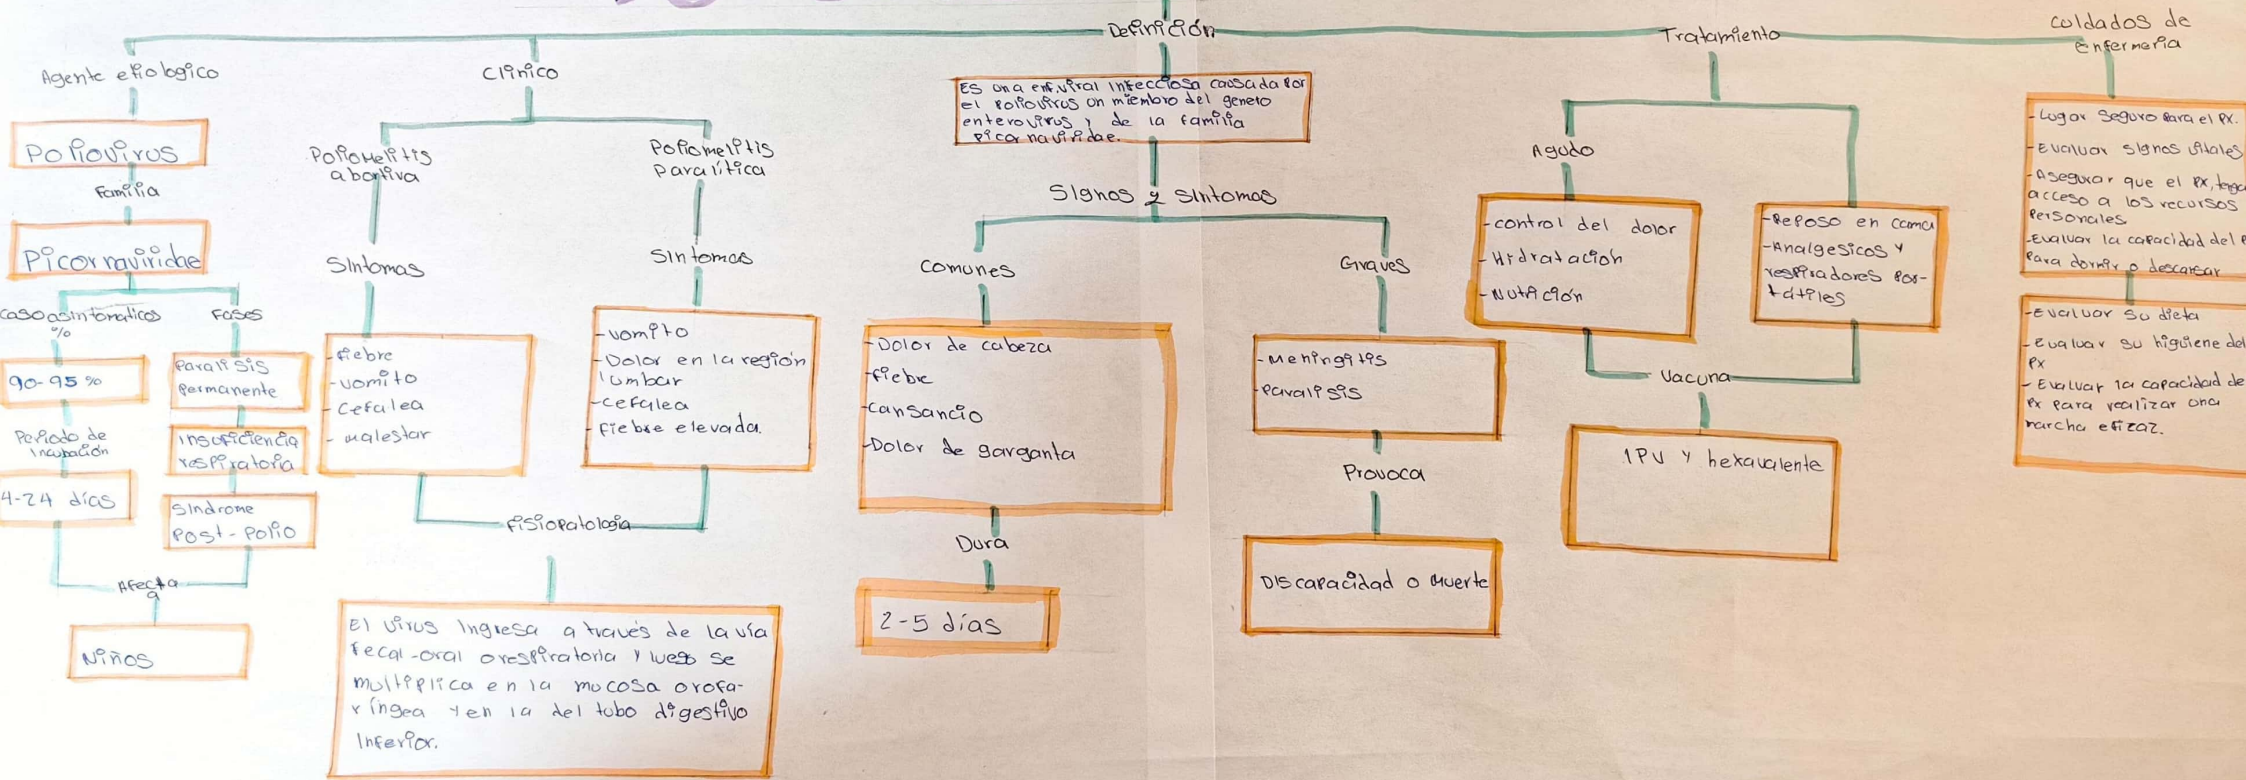 Definición
Tratamiento
cuidados de
enfermeria
Agente etiologico
Clínico
Poliovirus
Familia
Picornaviridae
Caso asintomaticos
%
90-95 %
Periodo de
Incubación
4-24 días
Fases
Paralisis
Permanente
Insuficiencia
respiratoria
Sindrome
Post-Polio
Afecta
a
Niños
Poliomelitis
abortiva
Sintomas
-fiebre
-vomito
-Cefalea
- malestar
Poliomelitis
Paralítica
Sintomas
-vomito
-Dolor en la región
lumbar
-cefalea
-fiebre elevada.
Fisiopatología
El virus Ingresa a través de la vía
fecal-oral o respiratoria y luego se
multiplica en la mucosa orofa-
ríngea y en la del tubo digestivo
Inferior.
Es una enf. viral infecciosa causada por
el Poliovirus un miembro del genero
enterovirus y de la familia
Picornaviridae.
Signos y Sintomas
Comunes
-Dolor de cabeza
-fiebre
-Cansancio
-Dolor de garganta
Dura
2-5 días
Graves
-Meningitis
-Paralisis
Provoca
Discapacidad o Muerte
Agudo
-control del dolor
-Hidratación
-Nutrición
-Reposo en cama
-Analgesicos y
respiradores Por-
tátiles
Vacuna
IPV y hexavalente
-Lugar Seguro Para el Px.
-Evaluar signos vitales
-Asegurar que el Px, tenga
acceso a los recursos
Personales.
-Evaluar la capacidad del
Para dormir o descansar
-Evaluar su dieta
-Evaluar su higuiene del
Px
- Evaluar la capacidad de
Px Para realizar una
marcha eficaz.